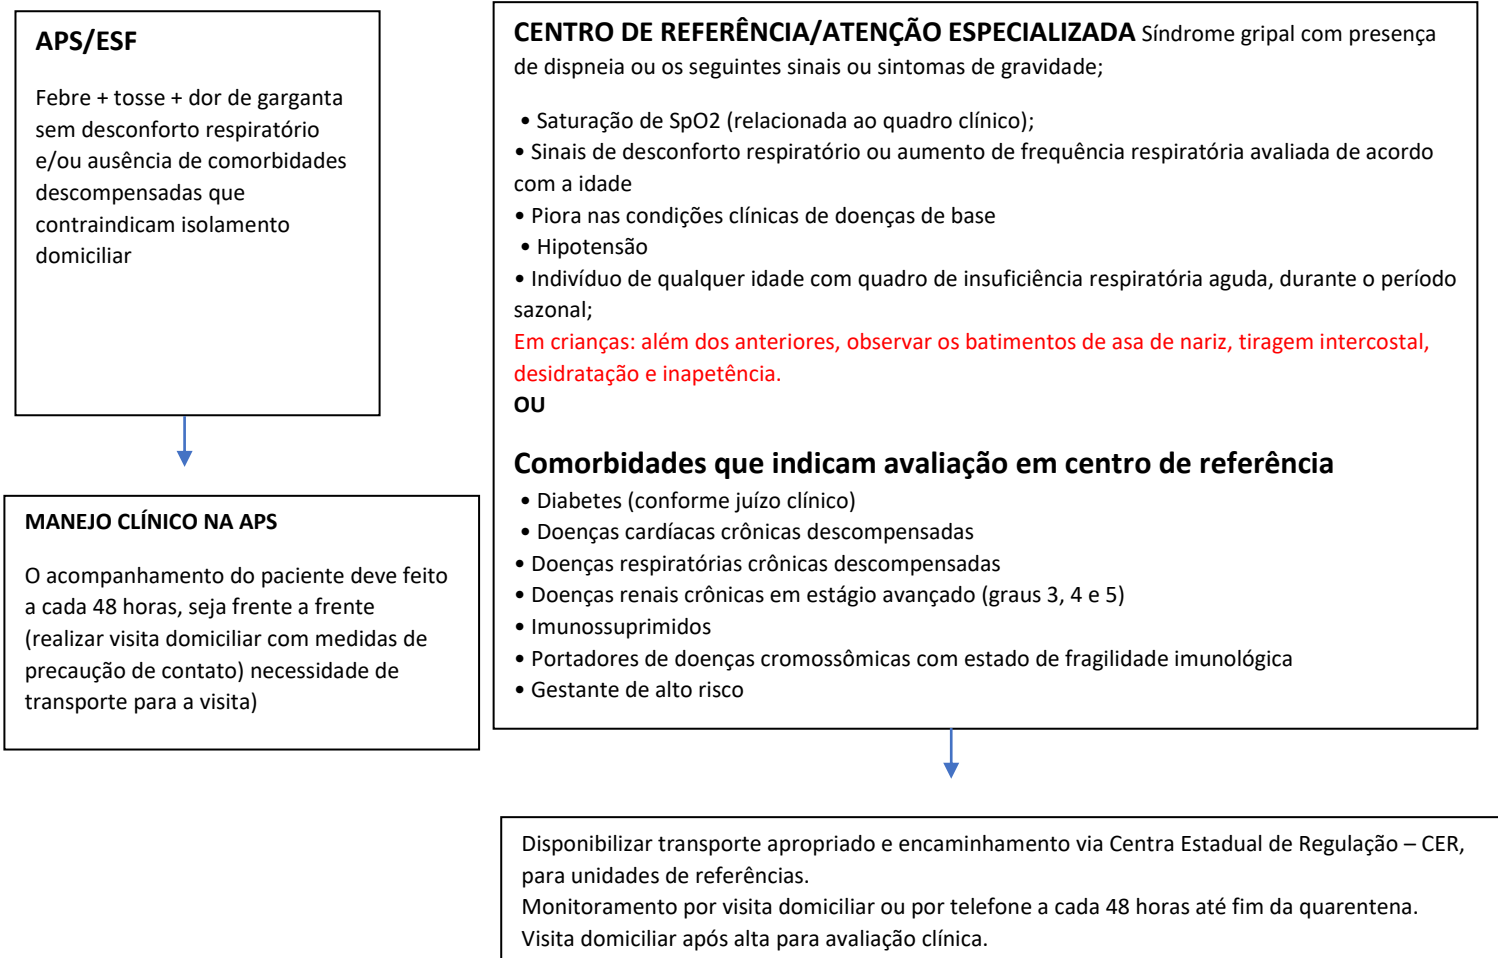 APS/ESF
Febre + tosse + dor de garganta
sem desconforto respiratório
e/ou ausência de comorbidades
descompensadas que
contraindicam isolamento
domiciliar
MANEJO CLÍNICO NA APS
O acompanhamento do paciente deve feito
a cada 48 horas, seja frente a frente
(realizar visita domiciliar com medidas de
precaução de contato) necessidade de
transporte para a visita)
CENTRO DE REFERÊNCIA/ATENÇÃO ESPECIALIZADA Síndrome gripal com presença
de dispneia ou os seguintes sinais ou sintomas de gravidade;
• Saturação de SpO2 (relacionada ao quadro clínico);
• Sinais de desconforto respiratório ou aumento de frequência respiratória avaliada de acordo
com a idade
• Piora nas condições clínicas de doenças de base
• Hipotensão
• Indivíduo de qualquer idade com quadro de insuficiência respiratória aguda, durante o período
sazonal;
Em crianças: além dos anteriores, observar os batimentos de asa de nariz, tiragem intercostal,
desidratação e inapetência.
OU
Comorbidades que indicam avaliação em centro de referência
• Diabetes (conforme juízo clínico)
• Doenças cardíacas crônicas descompensadas
• Doenças respiratórias crônicas descompensadas
• Doenças renais crônicas em estágio avançado (graus 3, 4 e 5)
• Imunossuprimidos
• Portadores de doenças cromossômicas com estado de fragilidade imunológica
• Gestante de alto risco
Disponibilizar transporte apropriado e encaminhamento via Centra Estadual de Regulação – CER,
para unidades de referências.
Monitoramento por visita domiciliar ou por telefone a cada 48 horas até fim da quarentena.
Visita domiciliar após alta para avaliação clínica.